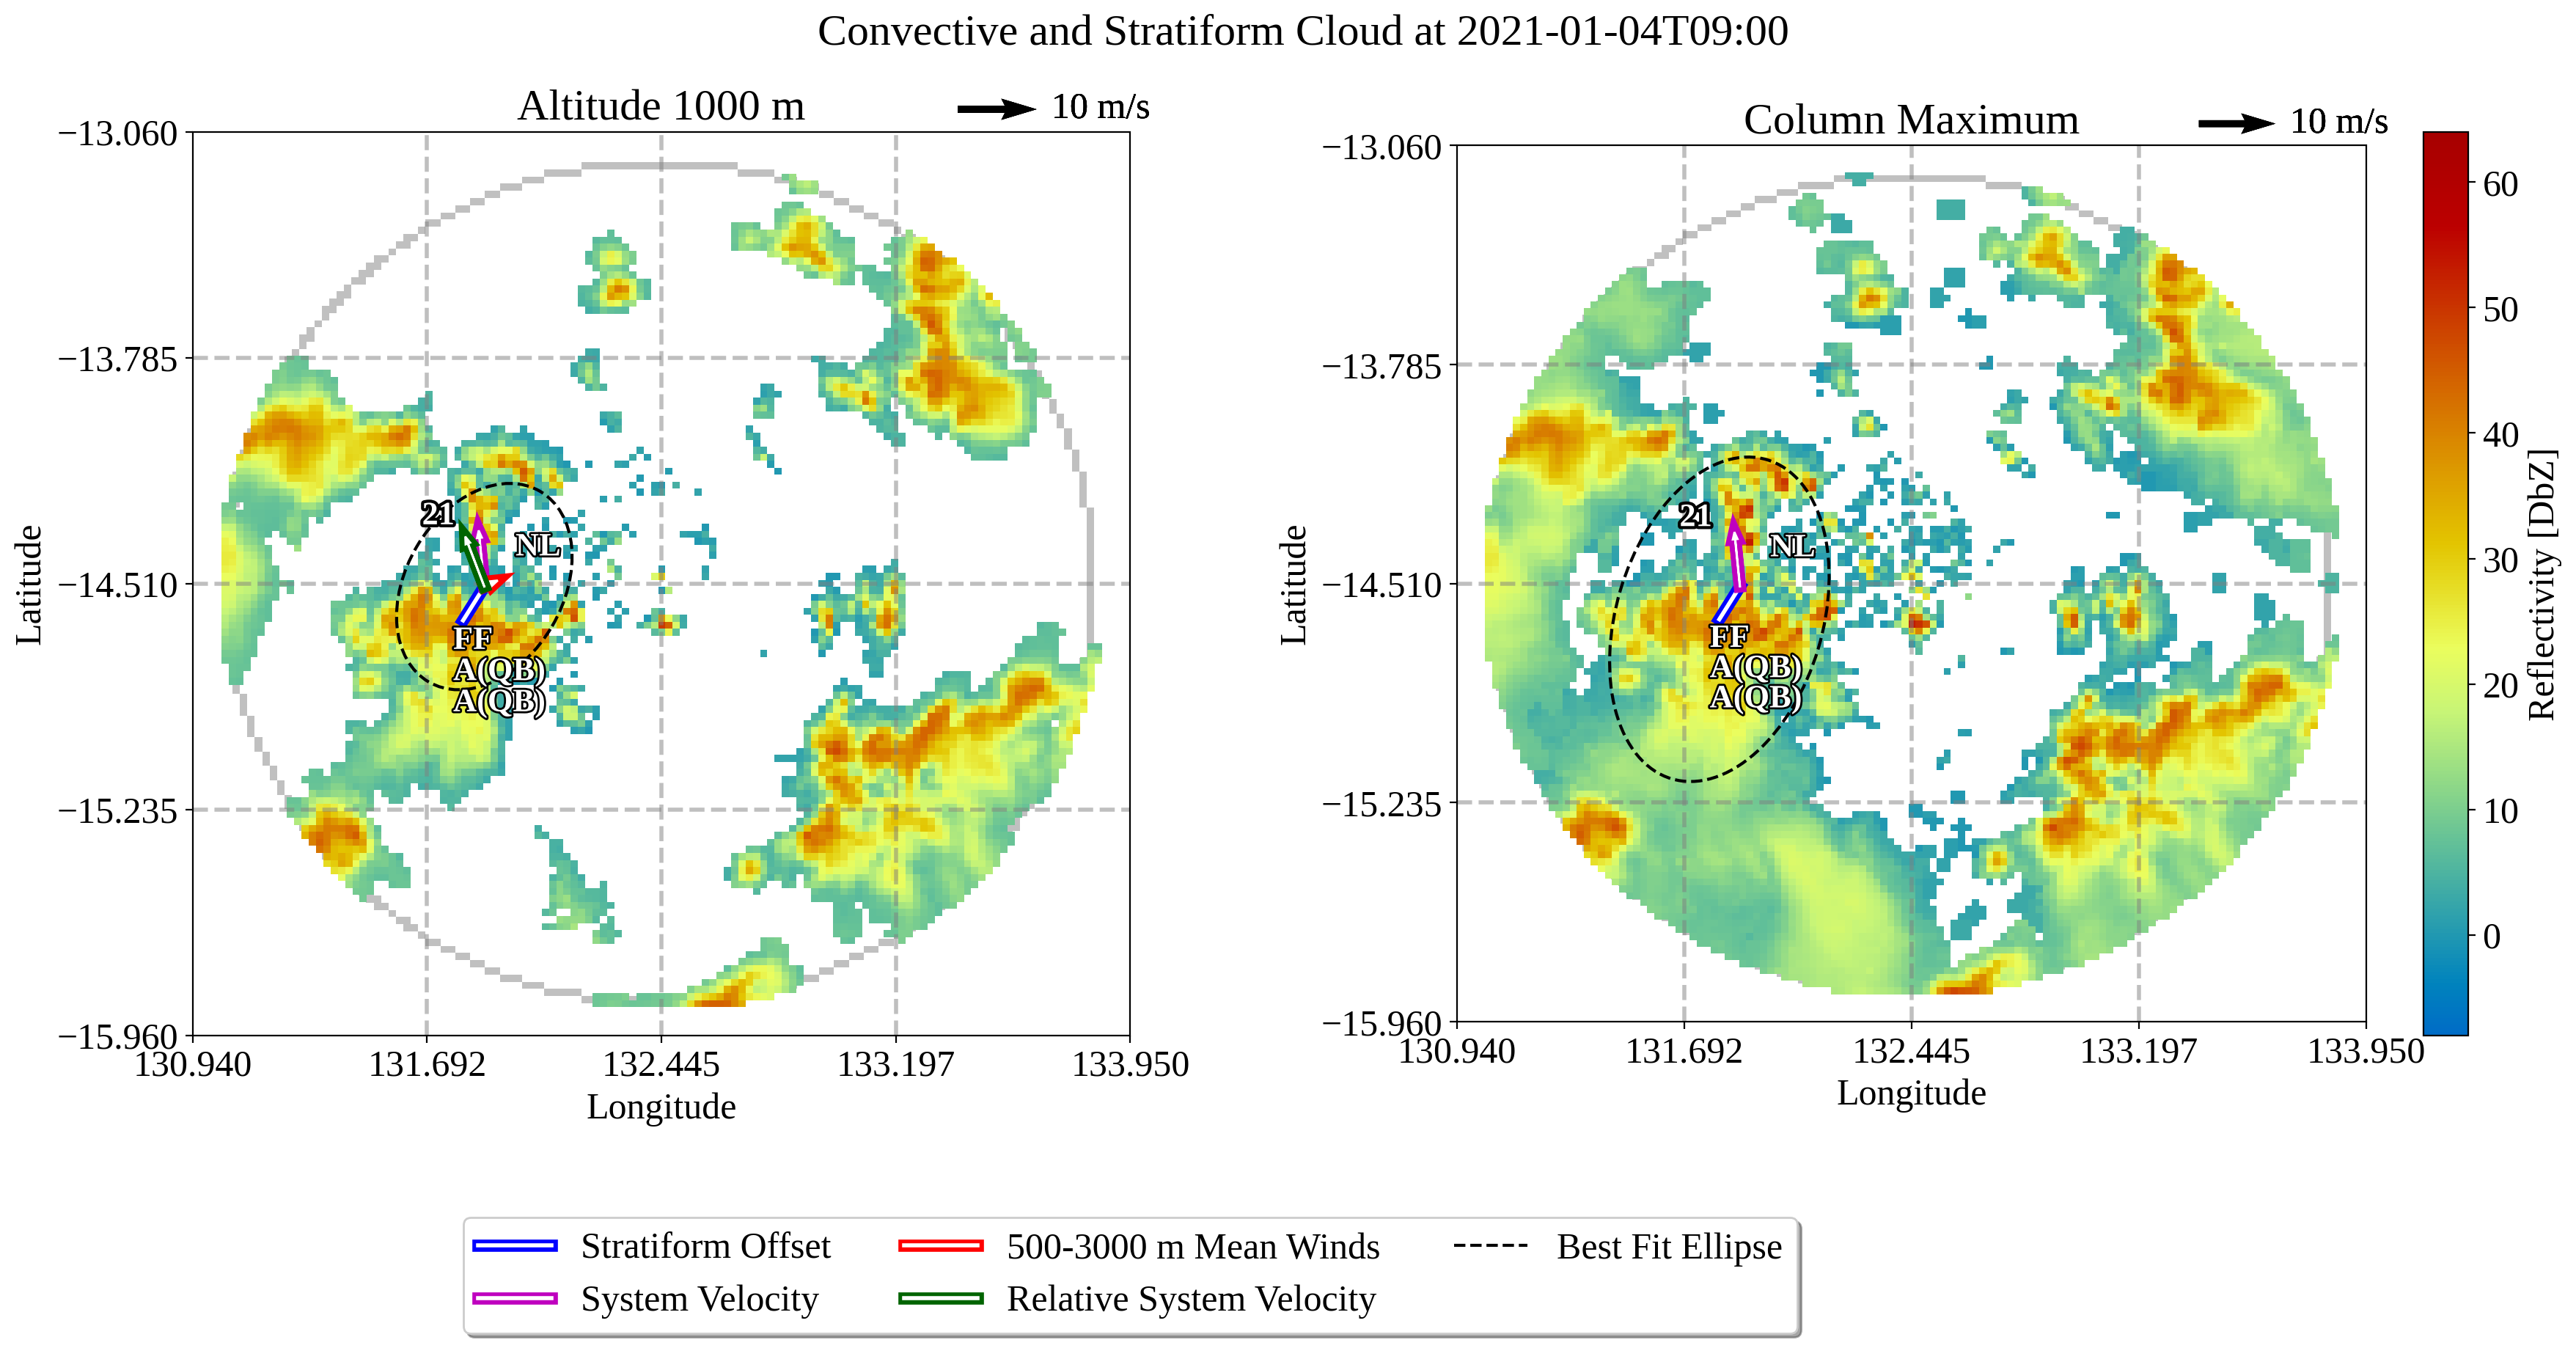 Convective and Stratiform Cloud at 2021-01-04T09:00
Altitude 1000 m
10 m/s
−13.060
−13.785
−14.510
−15.235
−15.960
130.940
131.692
132.445
133.197
133.950
Latitude
Longitude
21
NL
FF
A(QB)
A(QB)
Column Maximum
10 m/s
−13.060
−13.785
−14.510
−15.235
−15.960
130.940
131.692
132.445
133.197
133.950
Latitude
Longitude
21
NL
FF
A(QB)
A(QB)
60
50
40
30
20
10
0
Reflectivity [DbZ]
Stratiform Offset
System Velocity
500-3000 m Mean Winds
Relative System Velocity
Best Fit Ellipse